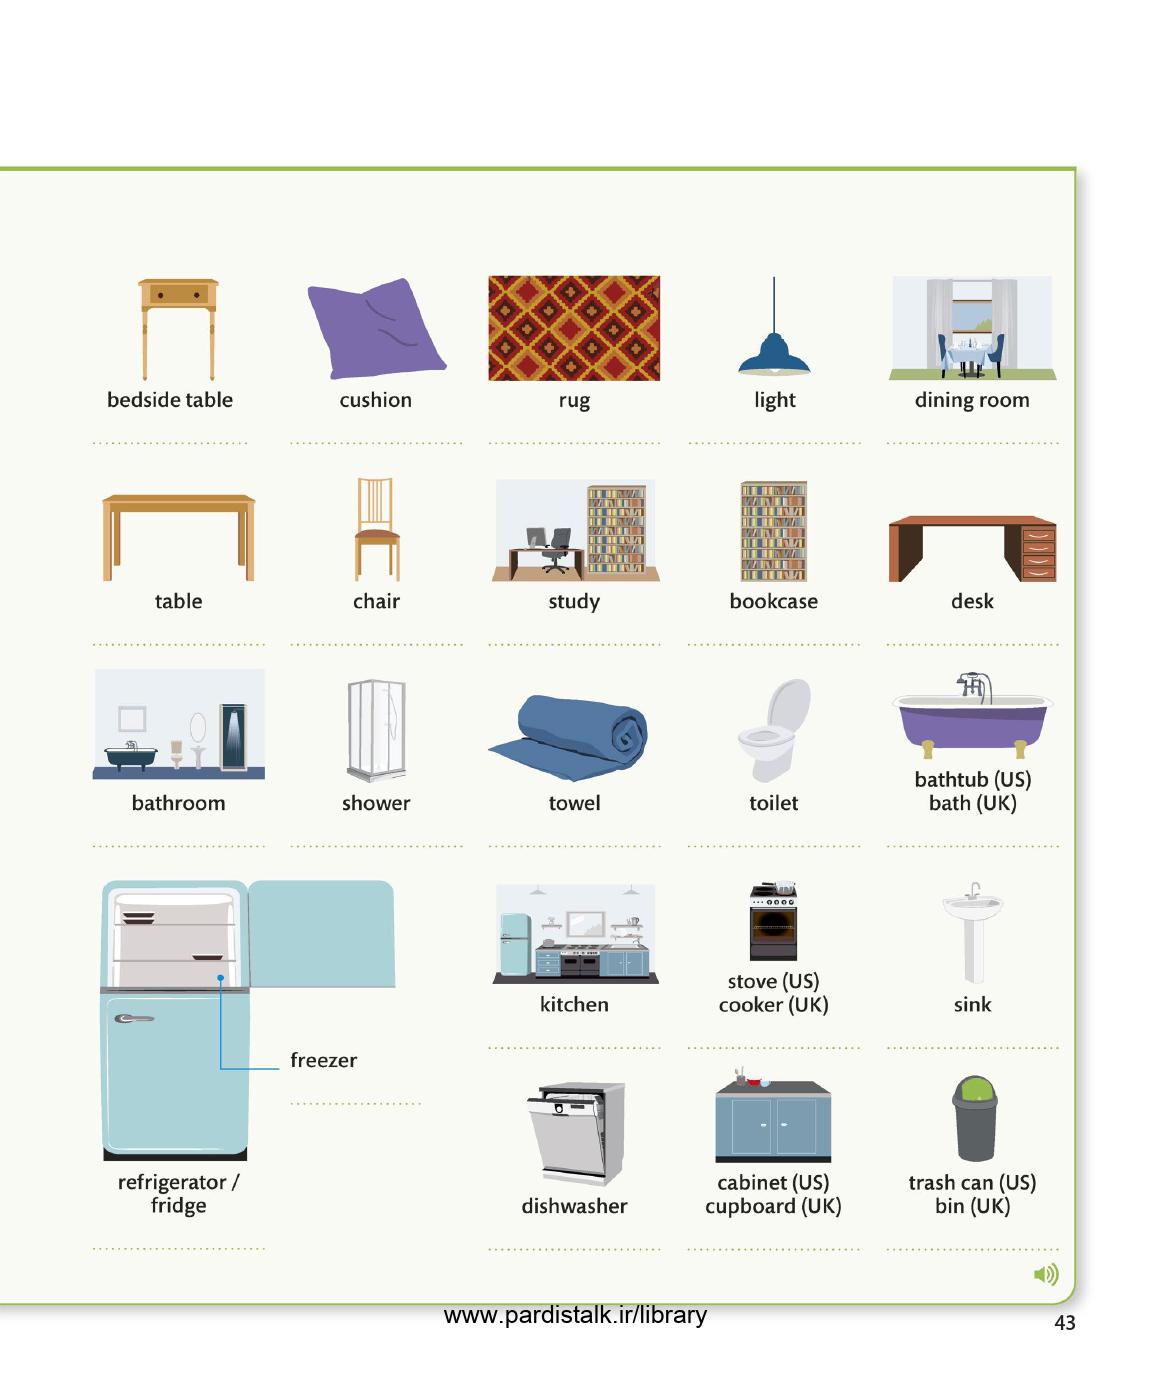 bedside table
cushion
rug
light
dining room
table
chair
study
bookcase
desk
bathroom
shower
towel
toilet
bathtub (US)
bath (UK)
freezer
refrigerator /
fridge
kitchen
stove (US)
cooker (UK)
sink
dishwasher
cabinet (US)
cupboard (UK)
trash can (US)
bin (UK)
www.pardistalk.ir/library
43